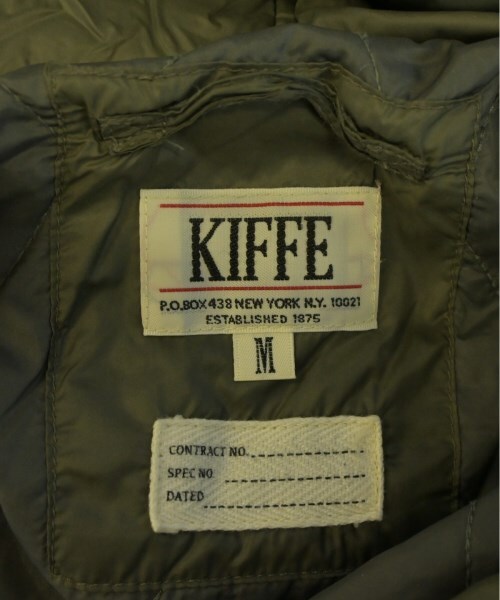 KIFFE
P.O.BOX 438 NEW YORK N.Y. 10021
ESTABLISHED 1875
M
CONTRACT NO.
SPEC NO.
DATED